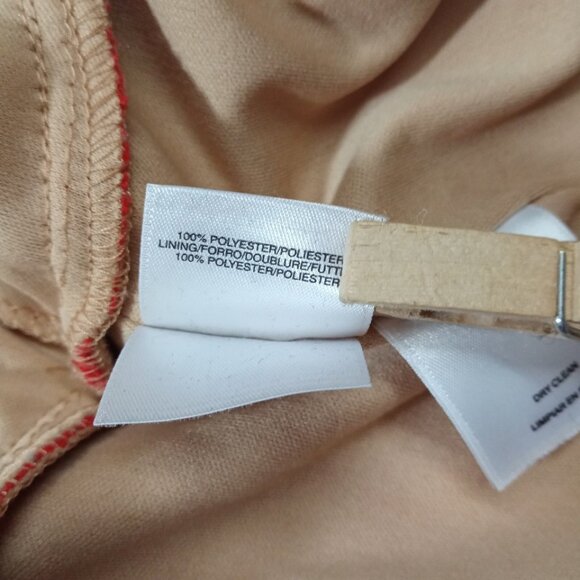 100% POLYESTER/POLIESTER
LINING/FORRO/DOUBLURE/FUTT
100% POLYESTER/POLIESTER
DRY CLEAN
LIMPIAR EN